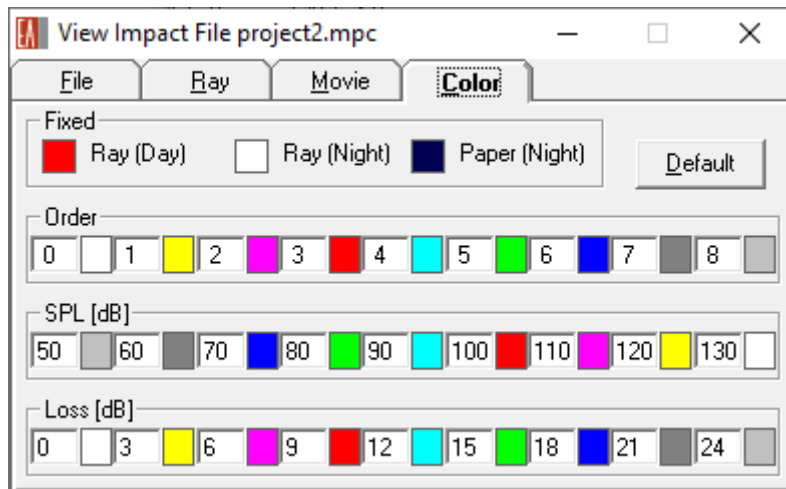 View Impact File project2.mpc
File Ray Movie Color
Fixed
Ray (Day) Ray (Night) Paper (Night) Default
Order
0 1 2 3 4 5 6 7 8
SPL [dB]
50 60 70 80 90 100 110 120 130
Loss [dB]
0 3 6 9 12 15 18 21 24